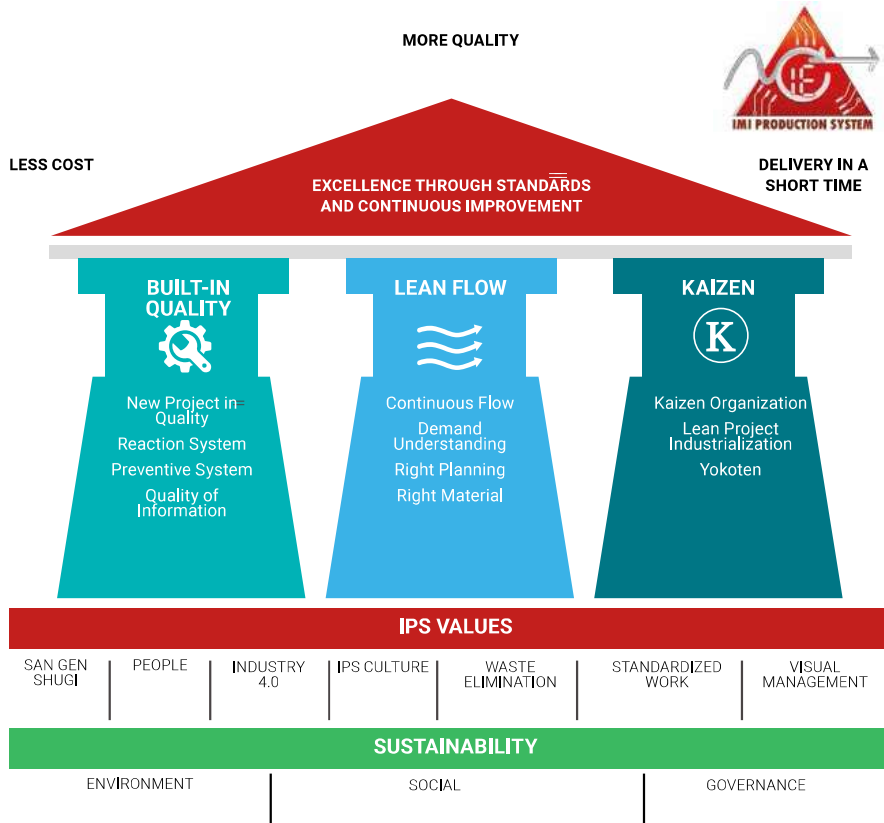 MORE QUALITY
IMI PRODUCTION SYSTEM
LESS COST
DELIVERY IN A
SHORT TIME
EXCELLENCE THROUGH STANDARDS
AND CONTINUOUS IMPROVEMENT
BUILT-IN
QUALITY
New Project in
Quality
Reaction System
Preventive System
Quality of
Information
LEAN FLOW
Continuous Flow
Demand
Understanding
Right Planning
Right Material
KAIZEN
K
Kaizen Organization
Lean Project
Industrialization
Yokoten
IPS VALUES
SAN GEN
SHUGI
PEOPLE
INDUSTRY
4.0
IPS CULTURE
WASTE
ELIMINATION
STANDARDIZED
WORK
VISUAL
MANAGEMENT
SUSTAINABILITY
ENVIRONMENT
SOCIAL
GOVERNANCE